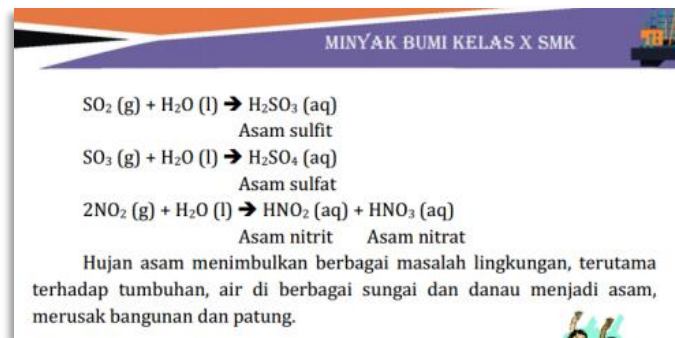 MINYAK BUMI KELAS X SMK
SO₂ (g) + H₂O (l) ➔ H₂SO₃ (aq)
Asam sulfit
SO₃ (g) + H₂O (l) ➔ H₂SO₄ (aq)
Asam sulfat
2NO₂ (g) + H₂O (l) ➔ HNO₂ (aq) + HNO₃ (aq)
Asam nitrit Asam nitrat
Hujan asam menimbulkan berbagai masalah lingkungan, terutama
terhadap tumbuhan, air di berbagai sungai dan danau menjadi asam,
merusak bangunan dan patung.